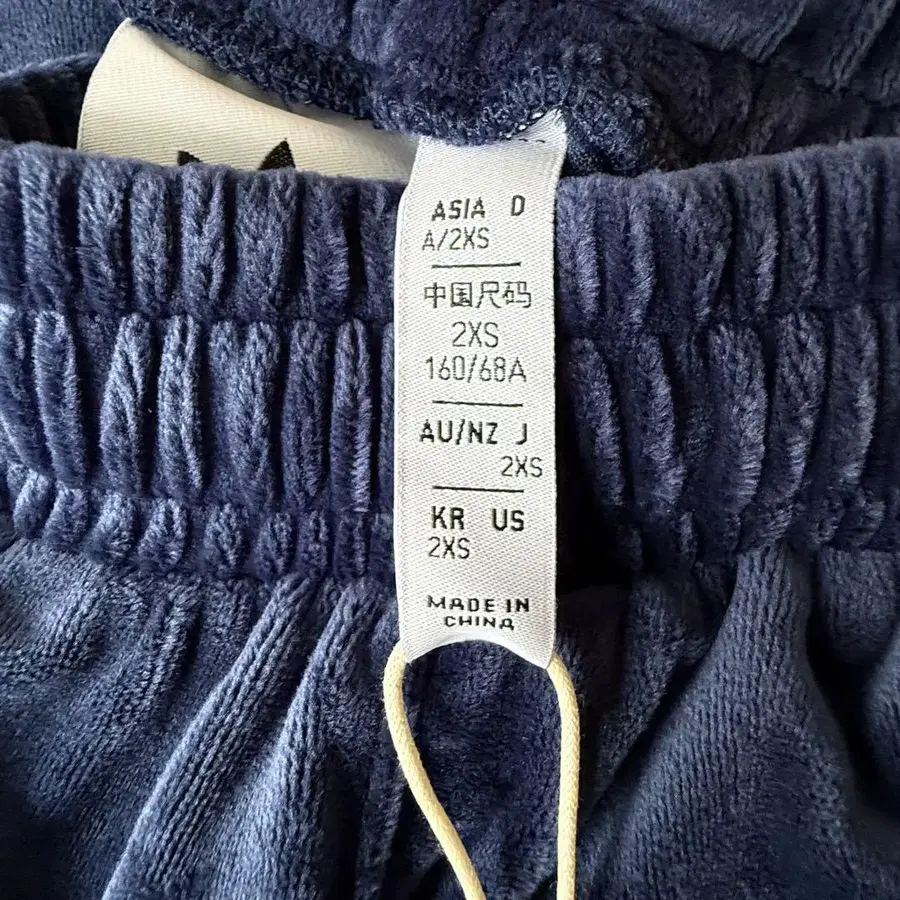 ASIA D
A/2XS
中国尺码
2XS
160/68A
AU/NZ J
2XS
KR US
2XS
MADE IN
CHINA